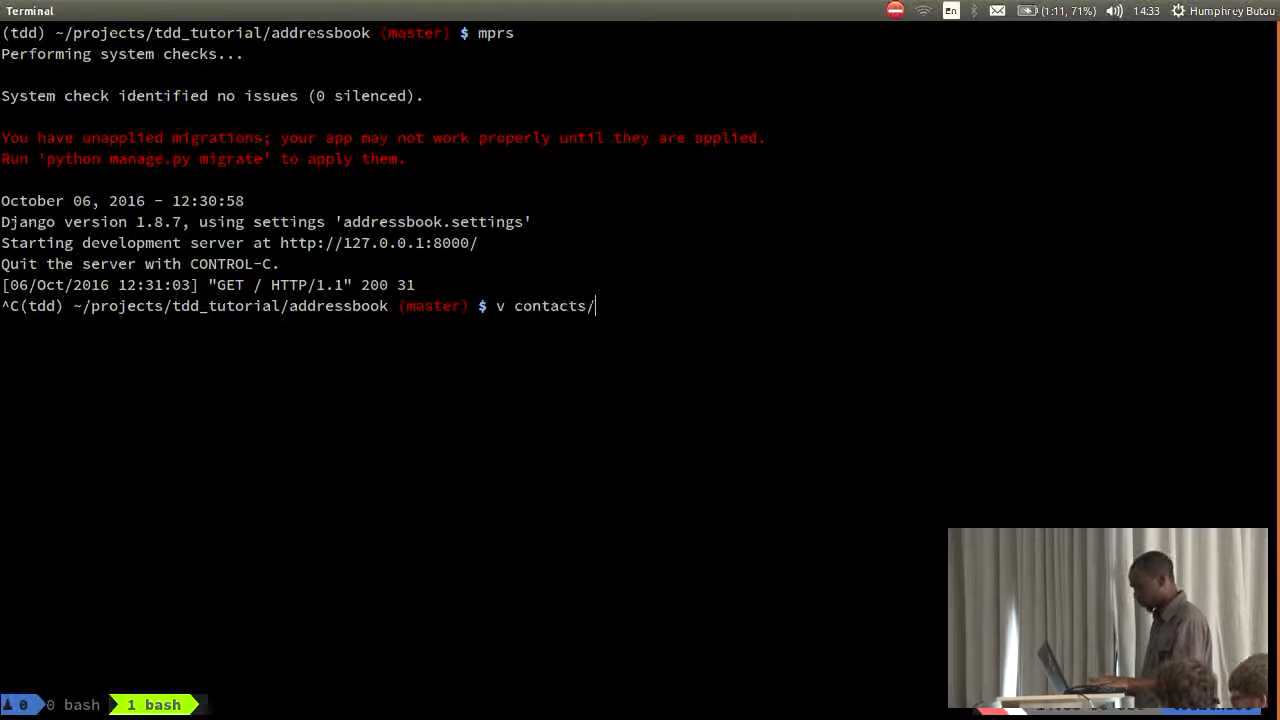 Terminal
En
(1:11, 71%)
14:33
Humphrey Butau
(tdd) ~/projects/tdd_tutorial/addressbook (master) $ mprs
Performing system checks...
System check identified no issues (0 silenced).
You have unapplied migrations; your app may not work properly until they are applied.
Run 'python manage.py migrate' to apply them.
October 06, 2016 - 12:30:58
Django version 1.8.7, using settings 'addressbook.settings'
Starting development server at http://127.0.0.1:8000/
Quit the server with CONTROL-C.
[06/Oct/2016 12:31:03] "GET / HTTP/1.1" 200 31
^C(tdd) ~/projects/tdd_tutorial/addressbook (master) $ v contacts/
0 0 bash 1 bash